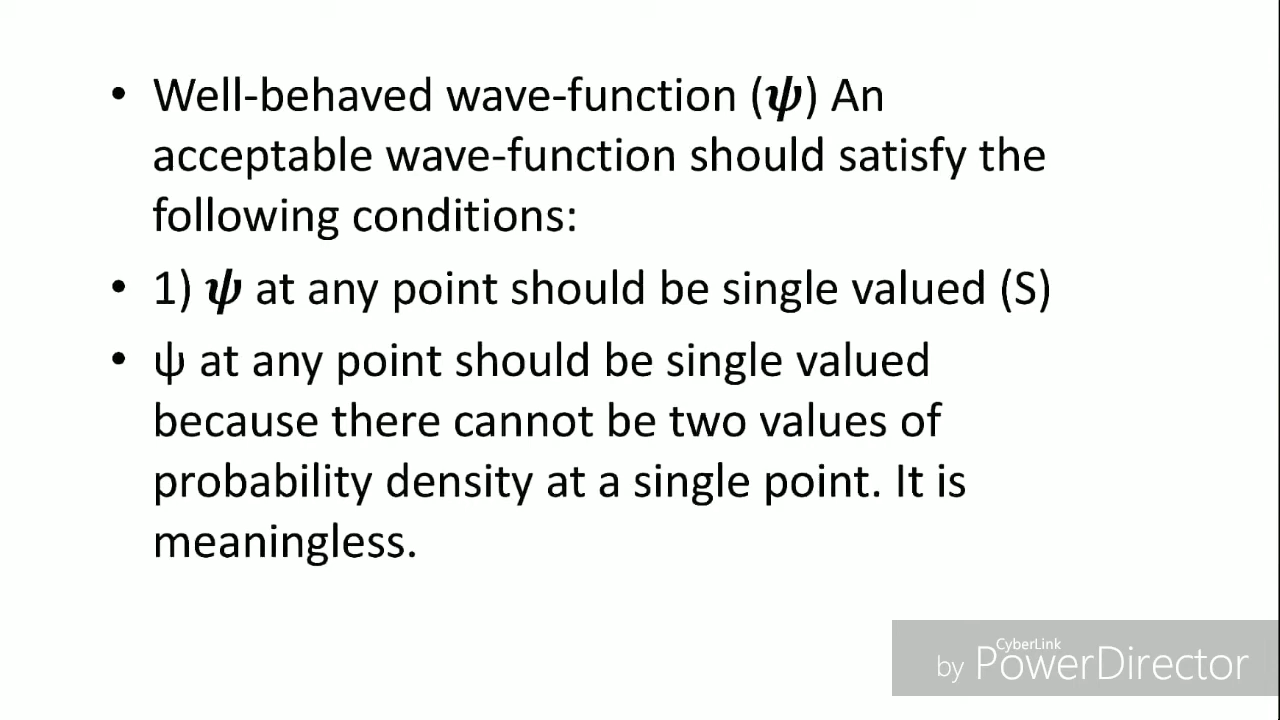 • Well-behaved wave-function (𝝍) An
acceptable wave-function should satisfy the
following conditions:
• 1) 𝝍 at any point should be single valued (S)
• ψ at any point should be single valued
because there cannot be two values of
probability density at a single point. It is
meaningless.
CyberLink
by PowerDirector